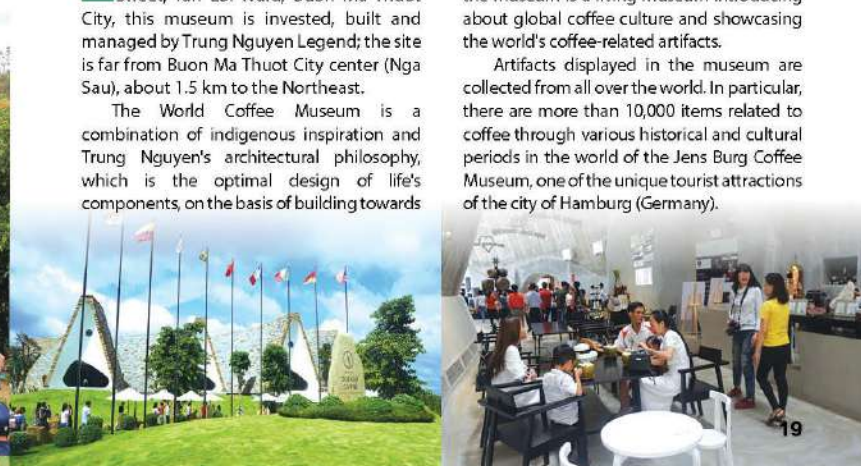 City, this museum is invested, built and
managed by Trung Nguyen Legend; the site
is far from Buon Ma Thuot City center (Nga
Sau), about 1.5 km to the Northeast.
The World Coffee Museum is a
combination of indigenous inspiration and
Trung Nguyen's architectural philosophy,
which is the optimal design of life's
components, on the basis of building towards
about global coffee culture and showcasing
the world's coffee-related artifacts.
Artifacts displayed in the museum are
collected from all over the world. In particular,
there are more than 10,000 items related to
coffee through various historical and cultural
periods in the world of the Jens Burg Coffee
Museum, one of the unique tourist attractions
of the city of Hamburg (Germany).
19